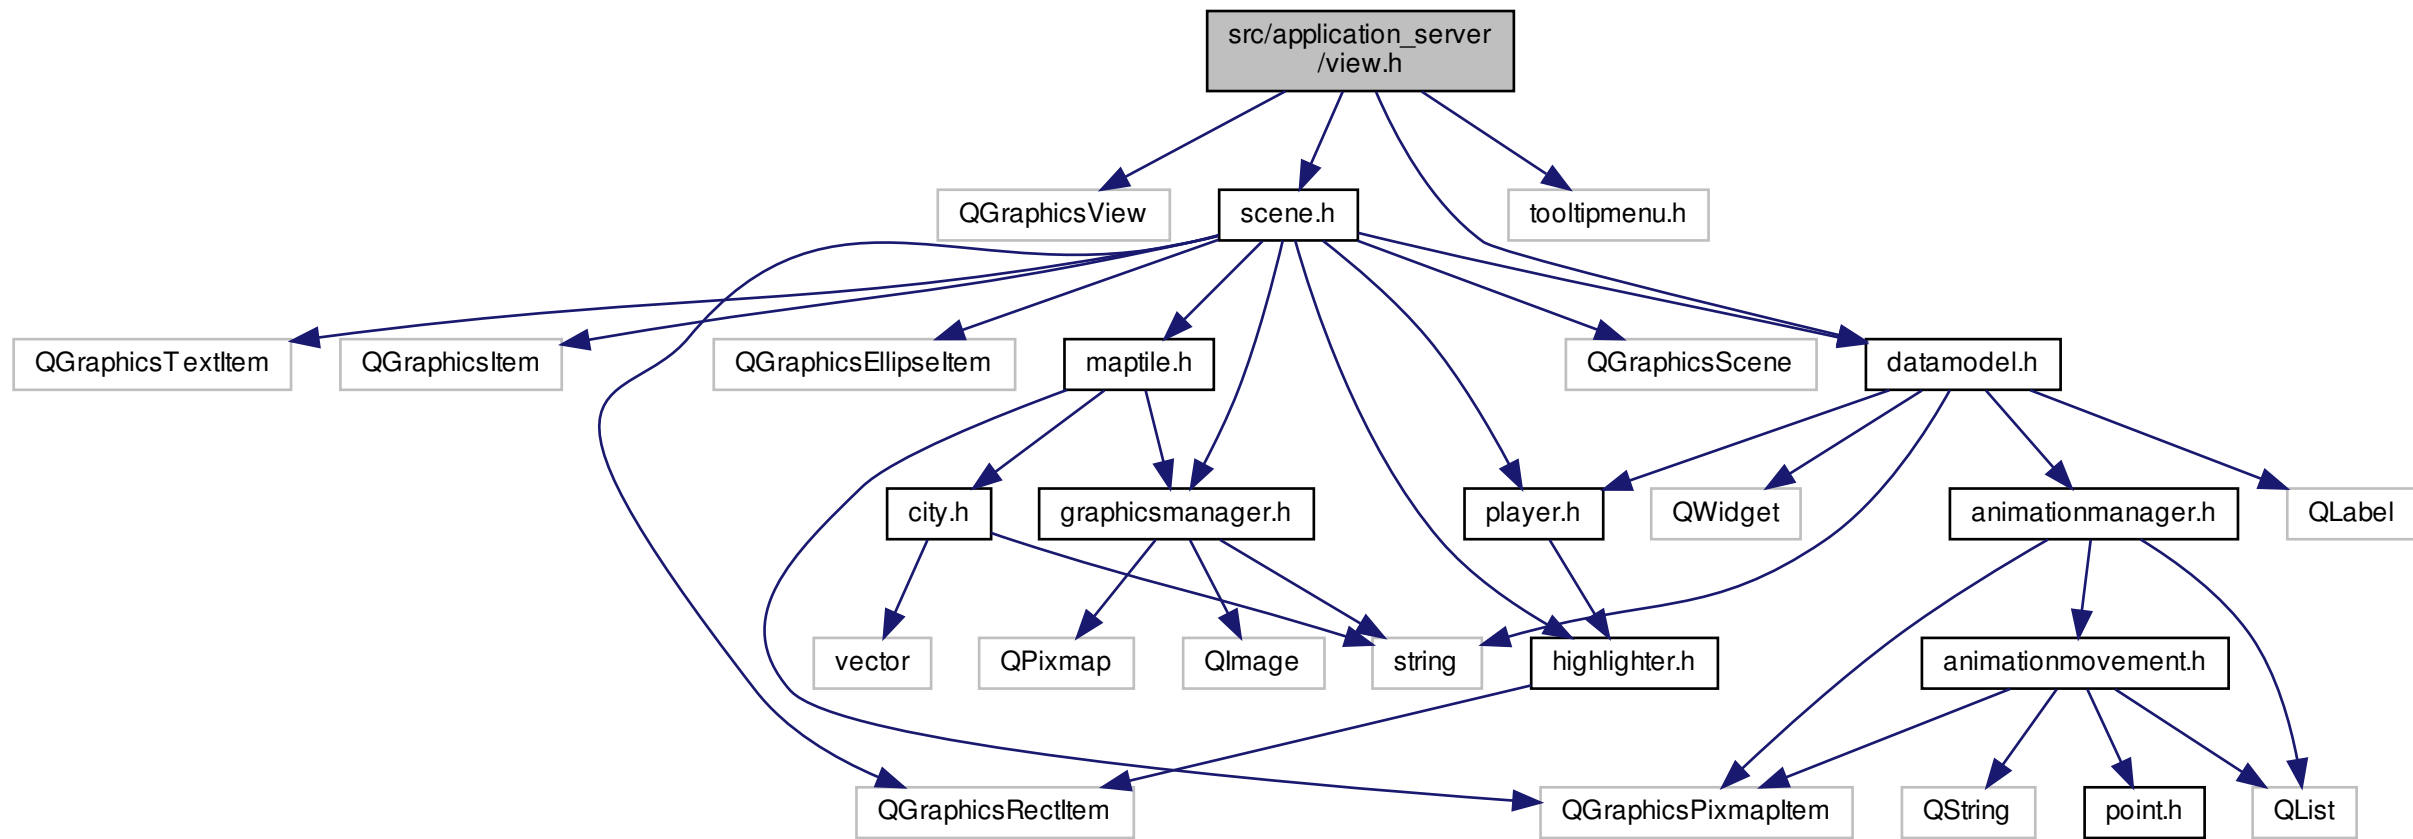 src/application_server
/view.h
QGraphicsView
scene.h
tooltipmenu.h
QGraphicsTextItem
QGraphicsItem
QGraphicsEllipseItem
maptile.h
QGraphicsScene
datamodel.h
city.h
graphicsmanager.h
player.h
QWidget
animationmanager.h
QLabel
vector
QPixmap
QImage
string
highlighter.h
animationmovement.h
QGraphicsRectItem
QGraphicsPixmapItem
QString
point.h
QList